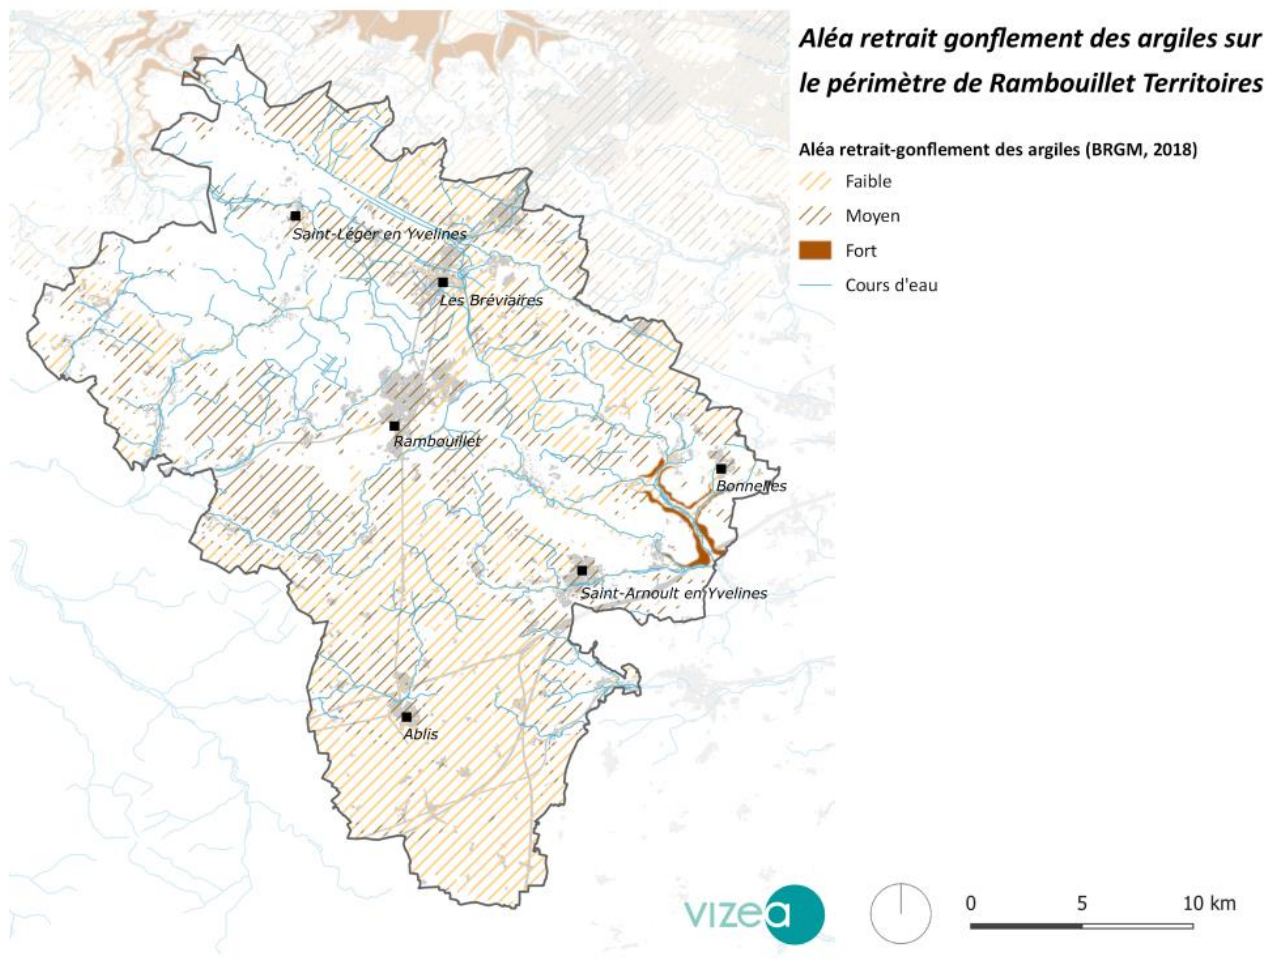 Aléa retrait gonflement des argiles sur
le périmètre de Rambouillet Territoires
Aléa retrait-gonflement des argiles (BRGM, 2018)
Faible
Moyen
Fort
Cours d'eau
Saint-Léger en Yvelines
Les Bréviaires
Rambouillet
Bonnelles
Saint-Arnoult en Yvelines
Ablis
vizea
0 5 10 km